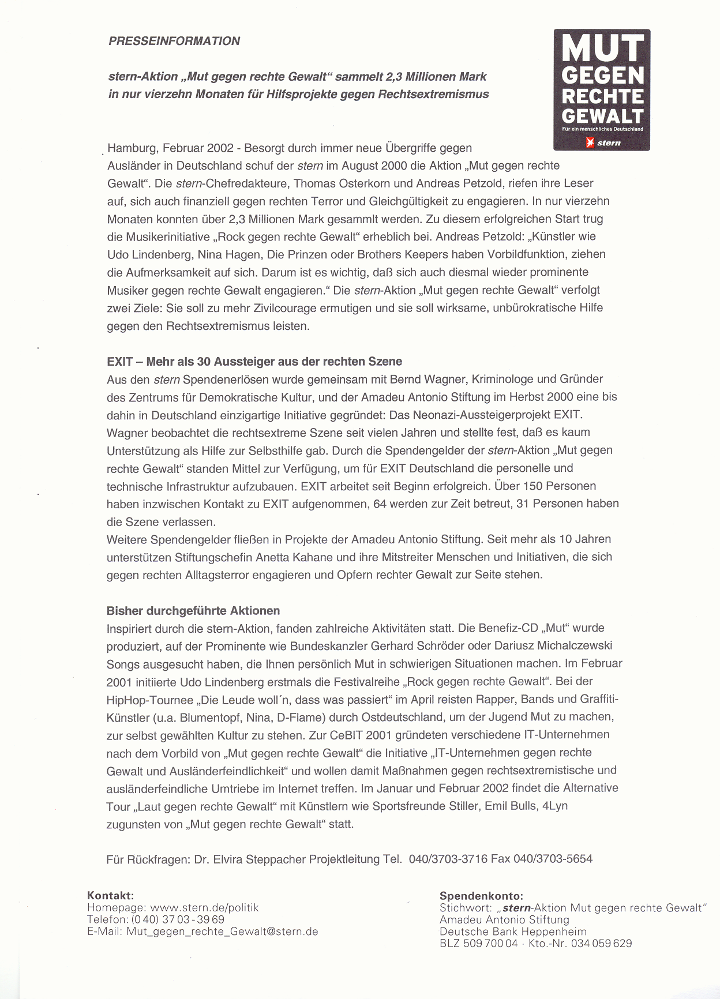 PRESSEINFORMATION
stern-Aktion „Mut gegen rechte Gewalt“ sammelt 2,3 Millionen Mark
in nur vierzehn Monaten für Hilfsprojekte gegen Rechtsextremismus
MUT
GEGEN
RECHTE
GEWALT
Für ein menschliches Deutschland
stern
Hamburg, Februar 2002 - Besorgt durch immer neue Übergriffe gegen
Ausländer in Deutschland schuf der stern im August 2000 die Aktion „Mut gegen rechte
Gewalt“. Die stern-Chefredakteure, Thomas Osterkorn und Andreas Petzold, riefen ihre Leser
auf, sich auch finanziell gegen rechten Terror und Gleichgültigkeit zu engagieren. In nur vierzehn
Monaten konnten über 2,3 Millionen Mark gesammlt werden. Zu diesem erfolgreichen Start trug
die Musikerinitiative „Rock gegen rechte Gewalt“ erheblich bei. Andreas Petzold: „Künstler wie
Udo Lindenberg, Nina Hagen, Die Prinzen oder Brothers Keepers haben Vorbildfunktion, ziehen
die Aufmerksamkeit auf sich. Darum ist es wichtig, daß sich auch diesmal wieder prominente
Musiker gegen rechte Gewalt engagieren.“ Die stern-Aktion „Mut gegen rechte Gewalt“ verfolgt
zwei Ziele: Sie soll zu mehr Zivilcourage ermutigen und sie soll wirksame, unbürokratische Hilfe
gegen den Rechtsextremismus leisten.
EXIT – Mehr als 30 Aussteiger aus der rechten Szene
Aus den stern Spendenerlösen wurde gemeinsam mit Bernd Wagner, Kriminologe und Gründer
des Zentrums für Demokratische Kultur, und der Amadeu Antonio Stiftung im Herbst 2000 eine bis
dahin in Deutschland einzigartige Initiative gegründet: Das Neonazi-Aussteigerprojekt EXIT.
Wagner beobachtet die rechtsextreme Szene seit vielen Jahren und stellte fest, daß es kaum
Unterstützung als Hilfe zur Selbsthilfe gab. Durch die Spendengelder der stern-Aktion „Mut gegen
rechte Gewalt“ standen Mittel zur Verfügung, um für EXIT Deutschland die personelle und
technische Infrastruktur aufzubauen. EXIT arbeitet seit Beginn erfolgreich. Über 150 Personen
haben inzwischen Kontakt zu EXIT aufgenommen, 64 werden zur Zeit betreut, 31 Personen haben
die Szene verlassen.
Weitere Spendengelder fließen in Projekte der Amadeu Antonio Stiftung. Seit mehr als 10 Jahren
unterstützen Stiftungschefin Anetta Kahane und ihre Mitstreiter Menschen und Initiativen, die sich
gegen rechten Alltagsterror engagieren und Opfern rechter Gewalt zur Seite stehen.
Bisher durchgeführte Aktionen
Inspiriert durch die stern-Aktion, fanden zahlreiche Aktivitäten statt. Die Benefiz-CD „Mut“ wurde
produziert, auf der Prominente wie Bundeskanzler Gerhard Schröder oder Dariusz Michalczewski
Songs ausgesucht haben, die Ihnen persönlich Mut in schwierigen Situationen machen. Im Februar
2001 initiierte Udo Lindenberg erstmals die Festivalreihe „Rock gegen rechte Gewalt“. Bei der
HipHop-Tournee „Die Leude woll´n, dass was passiert“ im April reisten Rapper, Bands und Graffiti-
Künstler (u.a. Blumentopf, Nina, D-Flame) durch Ostdeutschland, um der Jugend Mut zu machen,
zur selbst gewählten Kultur zu stehen. Zur CeBIT 2001 gründeten verschiedene IT-Unternehmen
nach dem Vorbild von „Mut gegen rechte Gewalt“ die Initiative „IT-Unternehmen gegen rechte
Gewalt und Ausländerfeindlichkeit“ und wollen damit Maßnahmen gegen rechtsextremistische und
ausländerfeindliche Umtriebe im Internet treffen. Im Januar und Februar 2002 findet die Alternative
Tour „Laut gegen rechte Gewalt“ mit Künstlern wie Sportsfreunde Stiller, Emil Bulls, 4Lyn
zugunsten von „Mut gegen rechte Gewalt“ statt.
Für Rückfragen: Dr. Elvira Steppacher Projektleitung Tel. 040/3703-3716 Fax 040/3703-5654
Kontakt:
Homepage: www.stern.de/politik
Telefon: (0 40) 37 03 - 39 69
E-Mail: Mut_gegen_rechte_Gewalt@stern.de
Spendenkonto:
Stichwort: „stern-Aktion Mut gegen rechte Gewalt“
Amadeu Antonio Stiftung
Deutsche Bank Heppenheim
BLZ 509 700 04 · Kto.-Nr. 034 059 629